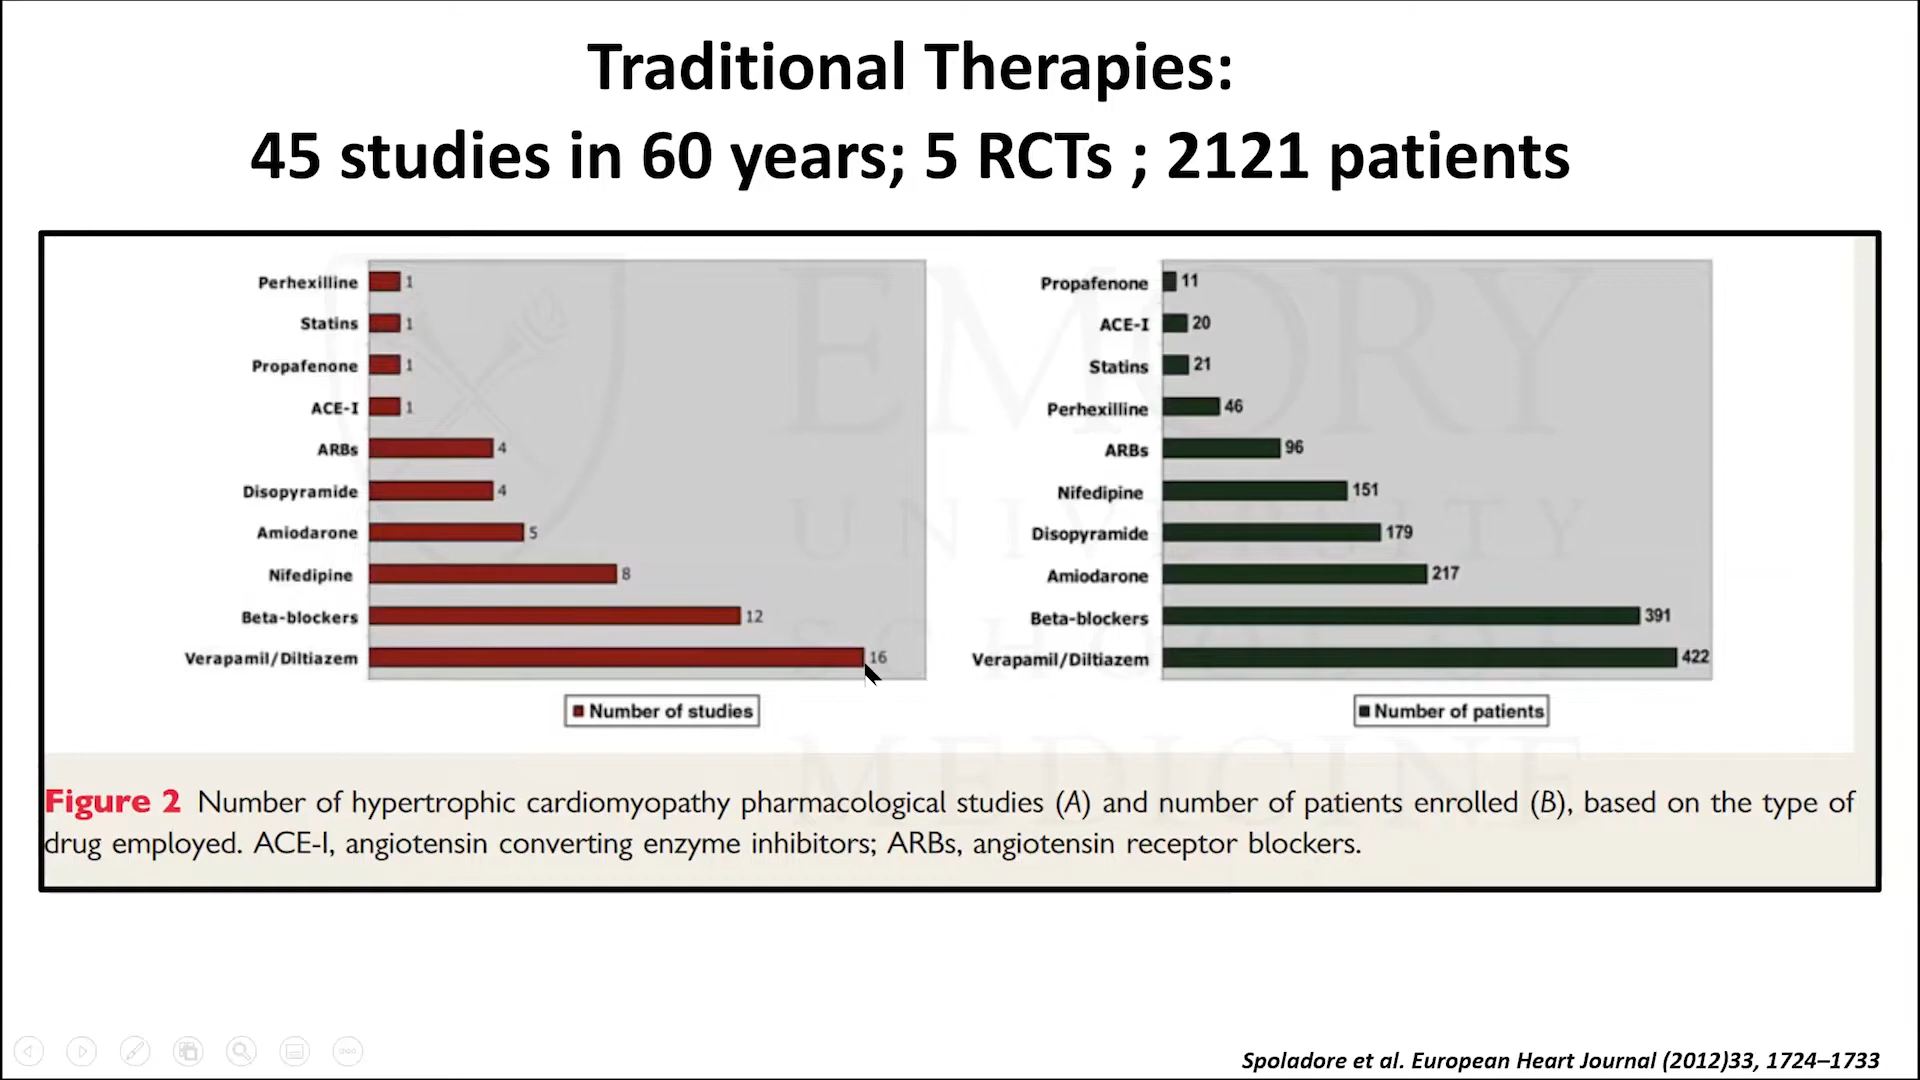 Traditional Therapies:
45 studies in 60 years; 5 RCTs ; 2121 patients
Perhexilline 1
Statins 1
Propafenone 1
ACE-I 1
ARBs 4
Disopyramide 4
Amiodarone 5
Nifedipine 8
Beta-blockers 12
Verapamil/Diltiazem 16
Number of studies
Propafenone 11
ACE-I 20
Statins 21
Perhexilline 46
ARBs 96
Nifedipine 151
Disopyramide 179
Amiodarone 217
Beta-blockers 391
Verapamil/Diltiazem 422
Number of patients
EMORY
UNIVERSITY
SCHOOL OF
MEDICINE
Figure 2 Number of hypertrophic cardiomyopathy pharmacological studies (A) and number of patients enrolled (B), based on the type of
drug employed. ACE-I, angiotensin converting enzyme inhibitors; ARBs, angiotensin receptor blockers.
Spoladore et al. European Heart Journal (2012)33, 1724–1733